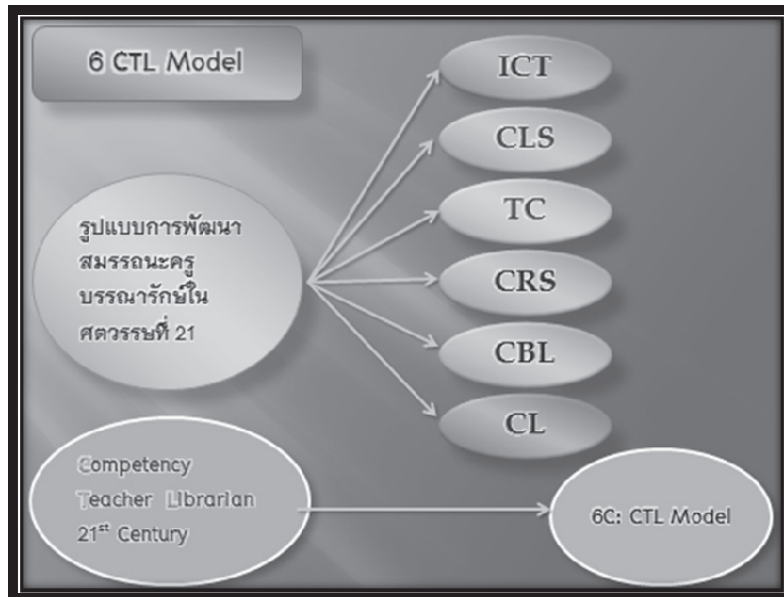 6 CTL Model
รูปแบบการพัฒนา
สมรรถนะครู
บรรณารักษ์ใน
ศตวรรษที่ 21
ICT
CLS
TC
CRS
CBL
CL
Competency
Teacher Librarian
21st Century
6C: CTL Model